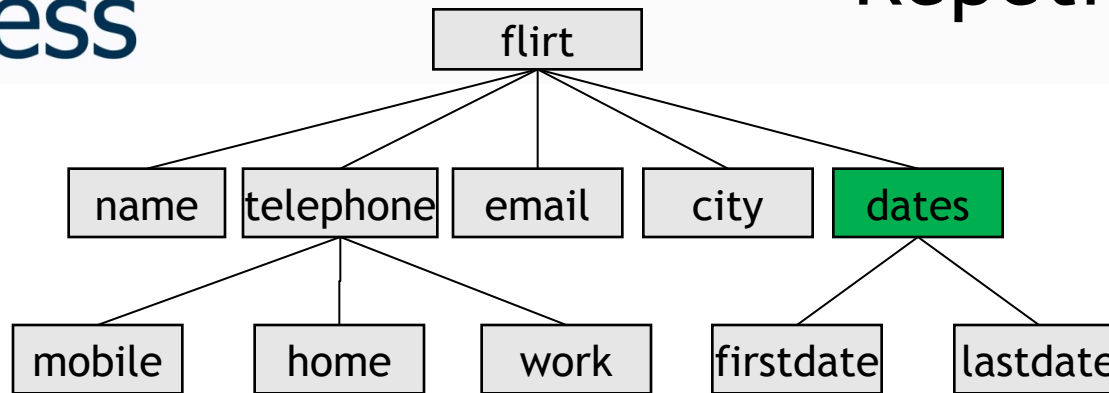 ess
flirt
name
telephone
email
city
dates
mobile
home
work
firstdate
lastdate